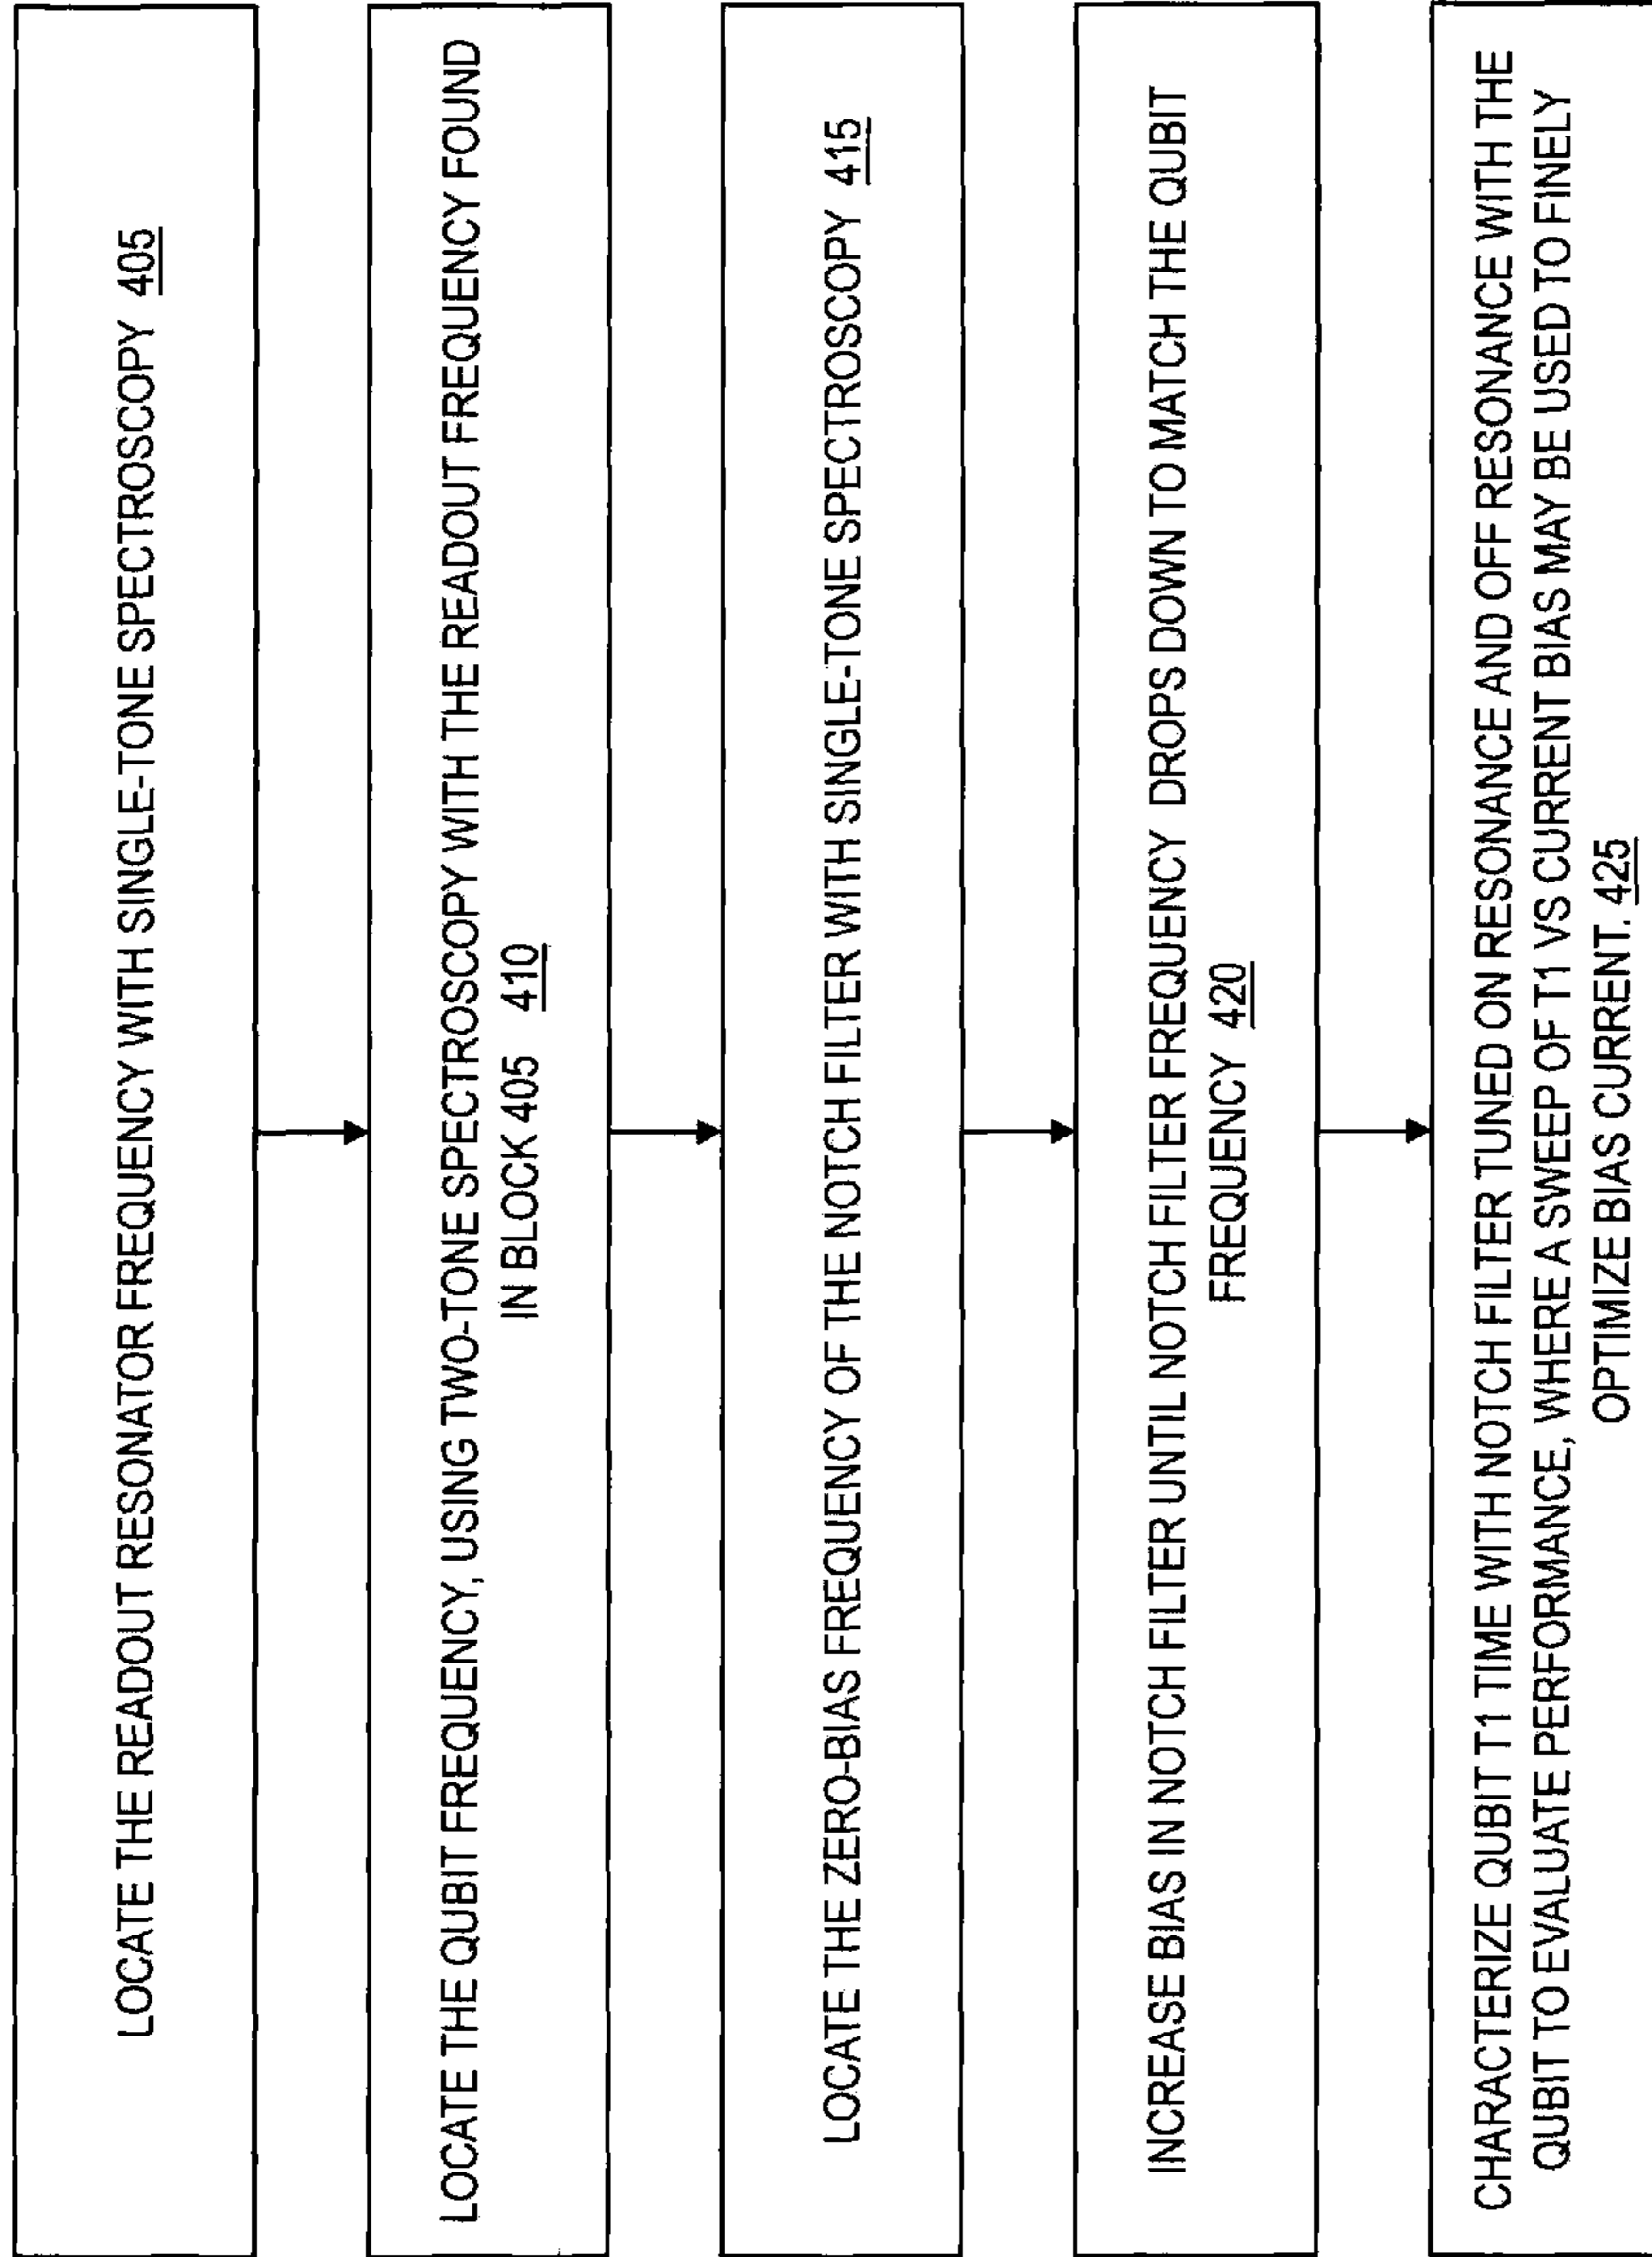 LOCATE THE READOUT RESONATOR FREQUENCY WITH SINGLE-TONE SPECTROSCOPY 405
LOCATE THE QUBIT FREQUENCY, USING TWO-TONE SPECTROSCOPY WITH THE READOUT FREQUENCY FOUND
IN BLOCK 405 410
LOCATE THE ZERO-BIAS FREQUENCY OF THE NOTCH FILTER WITH SINGLE-TONE SPECTROSCOPY 415
INCREASE BIAS IN NOTCH FILTER UNTIL NOTCH FILTER FREQUENCY DROPS DOWN TO MATCH THE QUBIT
FREQUENCY 420
CHARACTERIZE QUBIT T1 TIME WITH NOTCH FILTER TUNED ON RESONANCE AND OFF RESONANCE WITH THE
QUBIT TO EVALUATE PERFORMANCE, WHERE A SWEEP OF T1 VS CURRENT BIAS MAY BE USED TO FINELY
OPTIMIZE BIAS CURRENT. 425